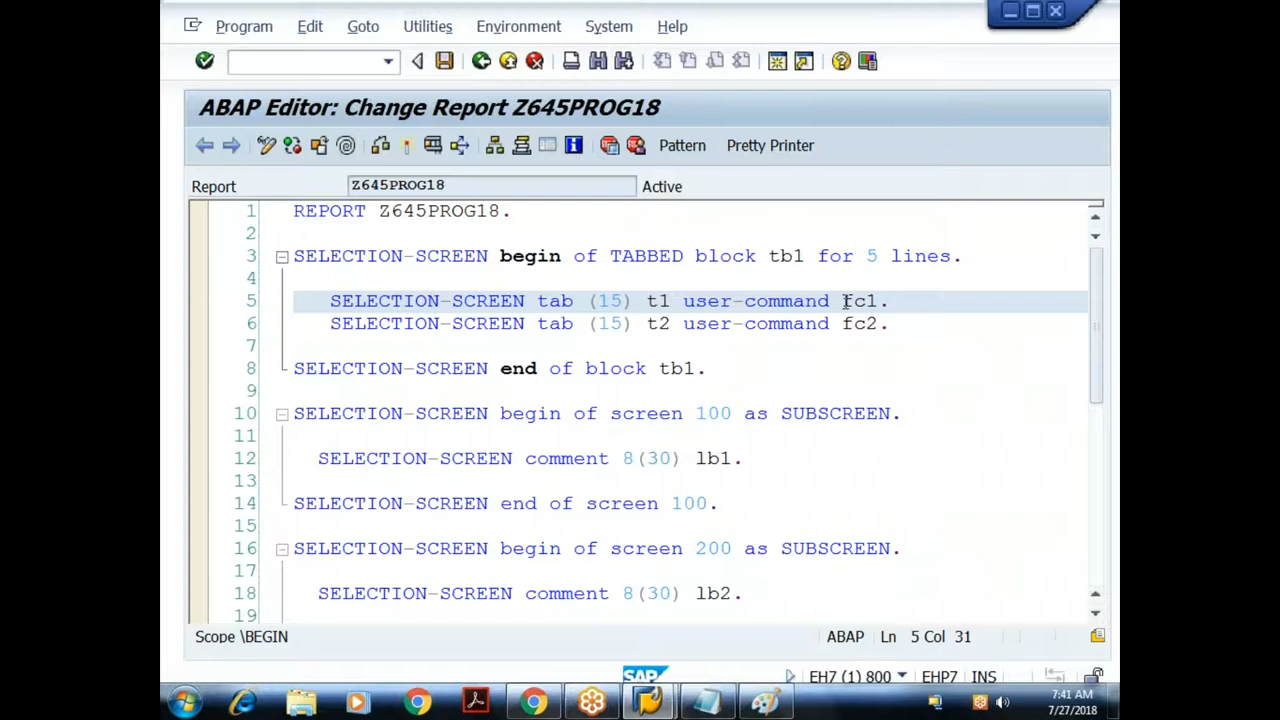 Program Edit Goto Utilities Environment System Help
ABAP Editor: Change Report Z645PROG18
Pattern Pretty Printer
Report Z645PROG18 Active
1 REPORT Z645PROG18.
2
3 SELECTION-SCREEN begin of TABBED block tb1 for 5 lines.
4
5 SELECTION-SCREEN tab (15) t1 user-command fc1.
6 SELECTION-SCREEN tab (15) t2 user-command fc2.
7
8 SELECTION-SCREEN end of block tb1.
9
10 SELECTION-SCREEN begin of screen 100 as SUBSCREEN.
11
12 SELECTION-SCREEN comment 8(30) lb1.
13
14 SELECTION-SCREEN end of screen 100.
15
16 SELECTION-SCREEN begin of screen 200 as SUBSCREEN.
17
18 SELECTION-SCREEN comment 8(30) lb2.
19
Scope \BEGIN ABAP Ln 5 Col 31
SAP EH7 (1) 800 EHP7 INS
7:41 AM
7/27/2018